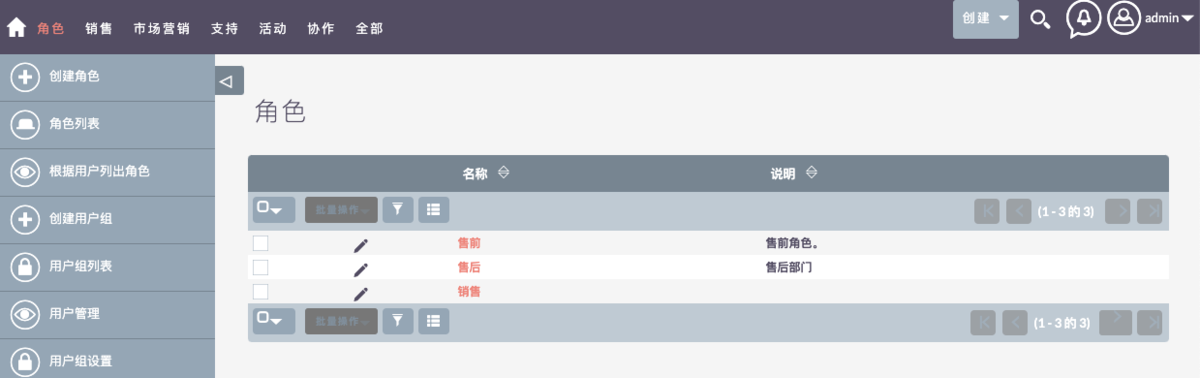 角色 销售 市场营销 支持 活动 协作 全部 创建 admin
创建角色
角色列表
根据用户列出角色
创建用户组
用户组列表
用户管理
用户组设置
角色
名称 说明
批量操作 (1 - 3 的 3)
售前 售前角色。
售后 售后部门
销售
批量操作 (1 - 3 的 3)